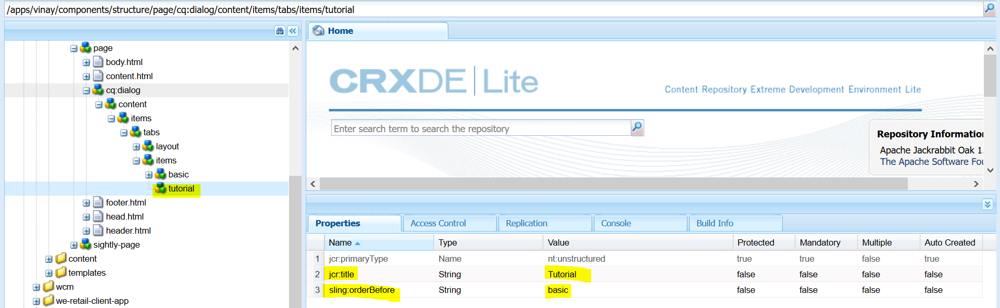 /apps/vinay/components/structure/page/cq:dialog/content/items/tabs/items/tutorial
page
body.html
content.html
cq:dialog
content
items
tabs
layout
items
basic
tutorial
footer.html
head.html
header.html
sightly-page
content
templates
wcm
we-retail-client-app
Home
CRXDE Lite
Content Repository Extreme Development Environment Lite
Enter search term to search the repository
Repository Information
Apache Jackrabbit Oak 1.
The Apache Software Fou
Properties Access Control Replication Console Build Info
Name Type Value Protected Mandatory Multiple Auto Created
1 jcr:primaryType Name nt:unstructured true true false true
2 jcr:title String Tutorial false false false false
3 sling:orderBefore String basic false false false false